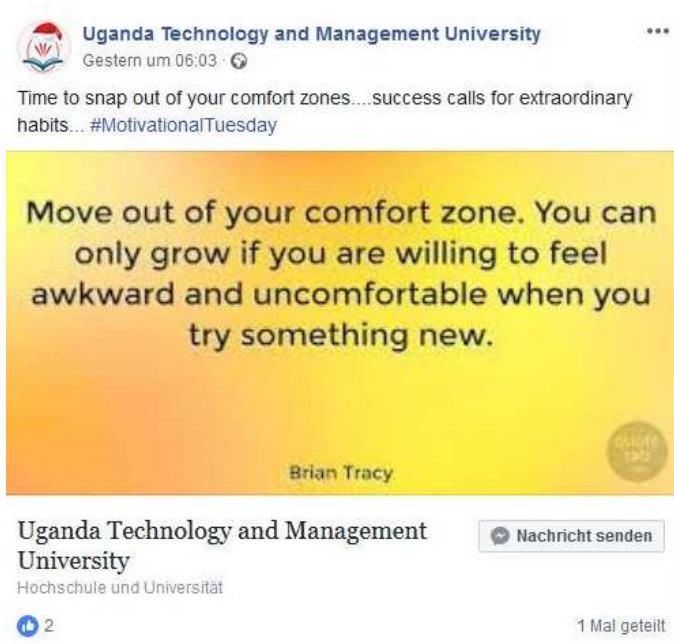 Uganda Technology and Management University
Gestern um 06:03 ·
Time to snap out of your comfort zones....success calls for extraordinary
habits... #MotivationalTuesday
Move out of your comfort zone. You can
only grow if you are willing to feel
awkward and uncomfortable when you
try something new.
quote
tab
Brian Tracy
Uganda Technology and Management
University
Nachricht senden
Hochschule und Universität
2
1 Mal geteilt